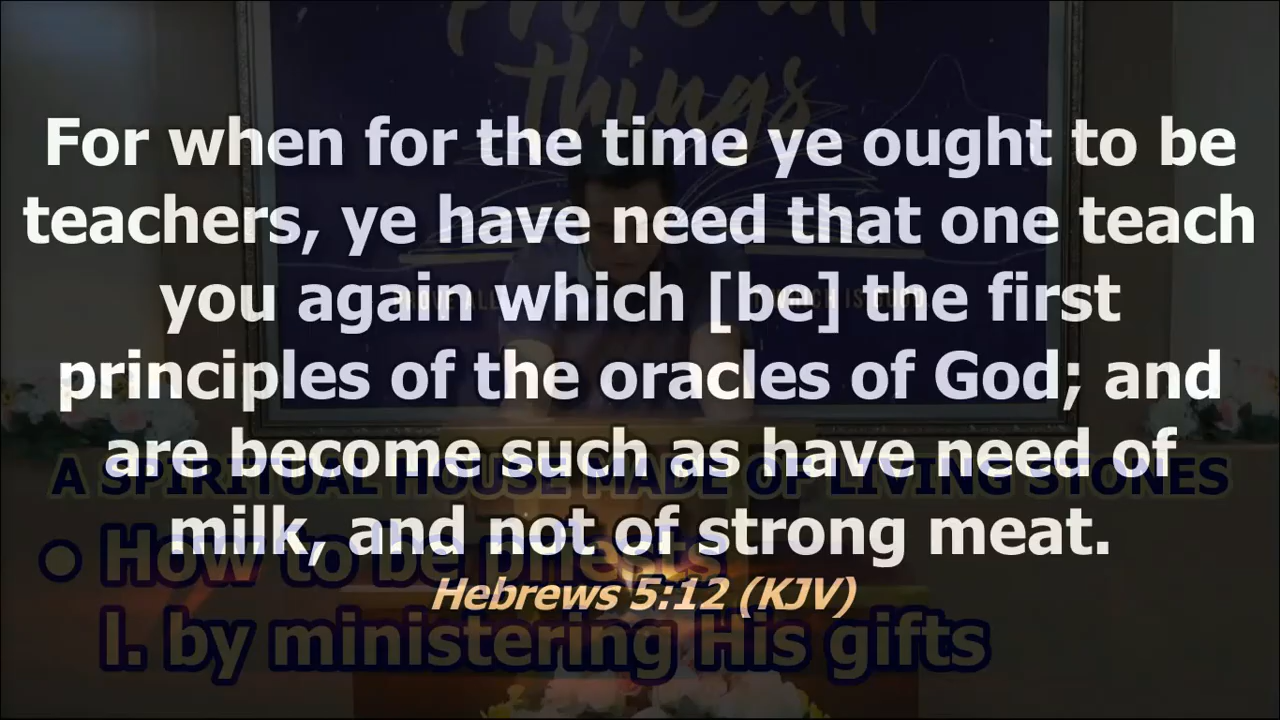 Prove all
things
For when for the time ye ought to be
teachers, ye have need that one teach
you again which [be] the first
principles of the oracles of God; and
are become such as have need of
milk, and not of strong meat.
Hebrews 5:12 (KJV)
A SPIRITUAL HOUSE MADE OF LIVING STONES
• How to be priests
I. by ministering His gifts